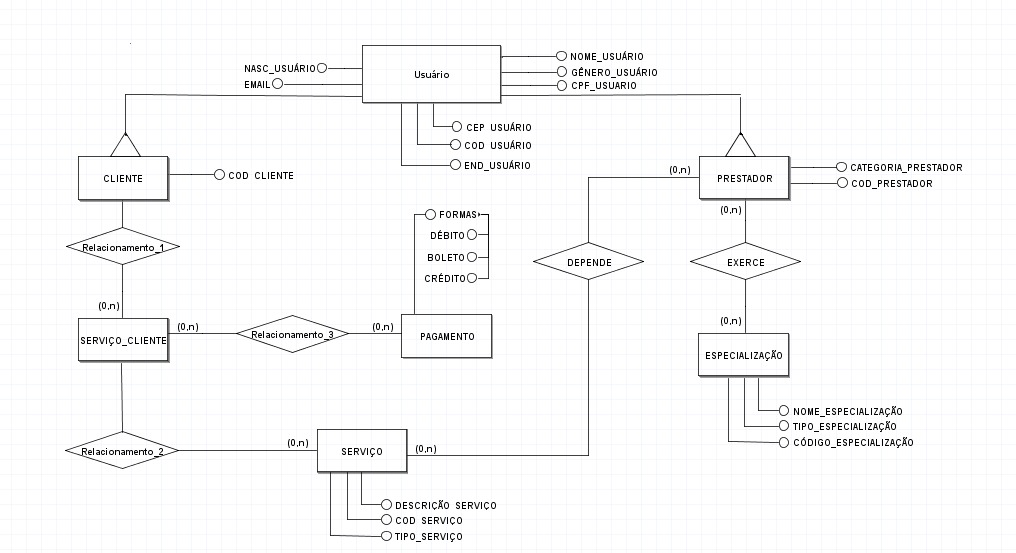 Usuário
NASC_USUÁRIO
EMAIL
NOME_USUÁRIO
GÊNERO_USUÁRIO
CPF_USUARIO
CEP USUÁRIO
COD USUÁRIO
END_USUÁRIO
CLIENTE
COD CLIENTE
PRESTADOR
CATEGORIA_PRESTADOR
COD_PRESTADOR
(0,n)
(0,n)
FORMAS
DÉBITO
BOLETO
CRÉDITO
Relacionamento_1
DEPENDE
EXERCE
(0,n)
SERVIÇO_CLIENTE
(0,n)
Relacionamento_3
(0,n)
PAGAMENTO
(0,n)
ESPECIALIZAÇÃO
NOME_ESPECIALIZAÇÃO
TIPO_ESPECIALIZAÇÃO
CÓDIGO_ESPECIALIZAÇÃO
Relacionamento_2
(0,n)
SERVIÇO
(0,n)
DESCRIÇÃO SERVIÇO
COD SERVIÇO
TIPO_SERVIÇO